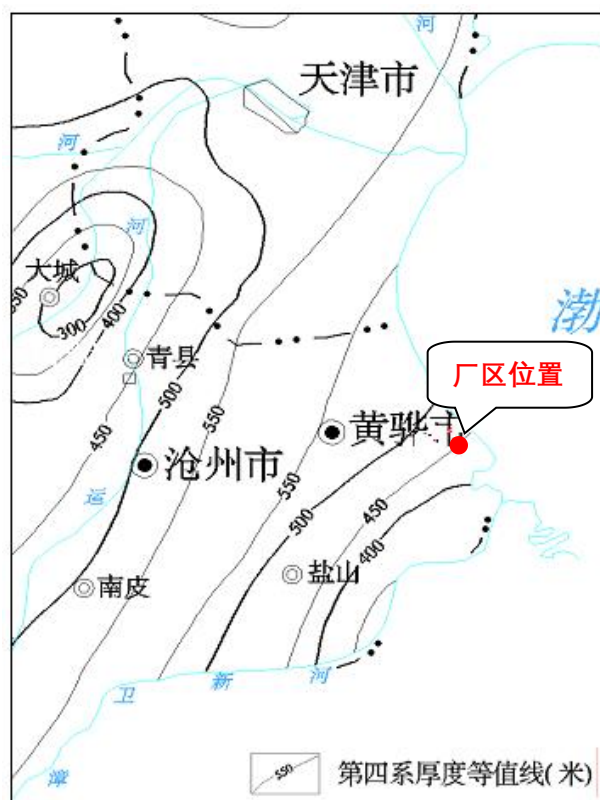 河
河
天津市
河
大城
350
300
400
青县
500
渤
厂区位置
450
550
黄骅市
沧州市
550
运
500
450
400
南皮
盐山
卫
新
河
漳
550
第四系厚度等值线(米)